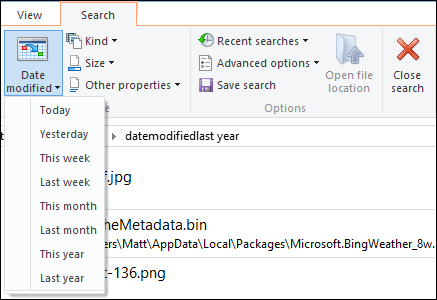 View Search
Date modified
Kind
Size
Other properties
Recent searches
Advanced options
Save search
Options
Open file location
Close search
Today
Yesterday
This week
Last week
This month
Last month
This year
Last year
datemodifiedlast year
f.jpg
heMetadata.bin
ers\Matt\AppData\Local\Packages\Microsoft.BingWeather_8w.
t-136.png